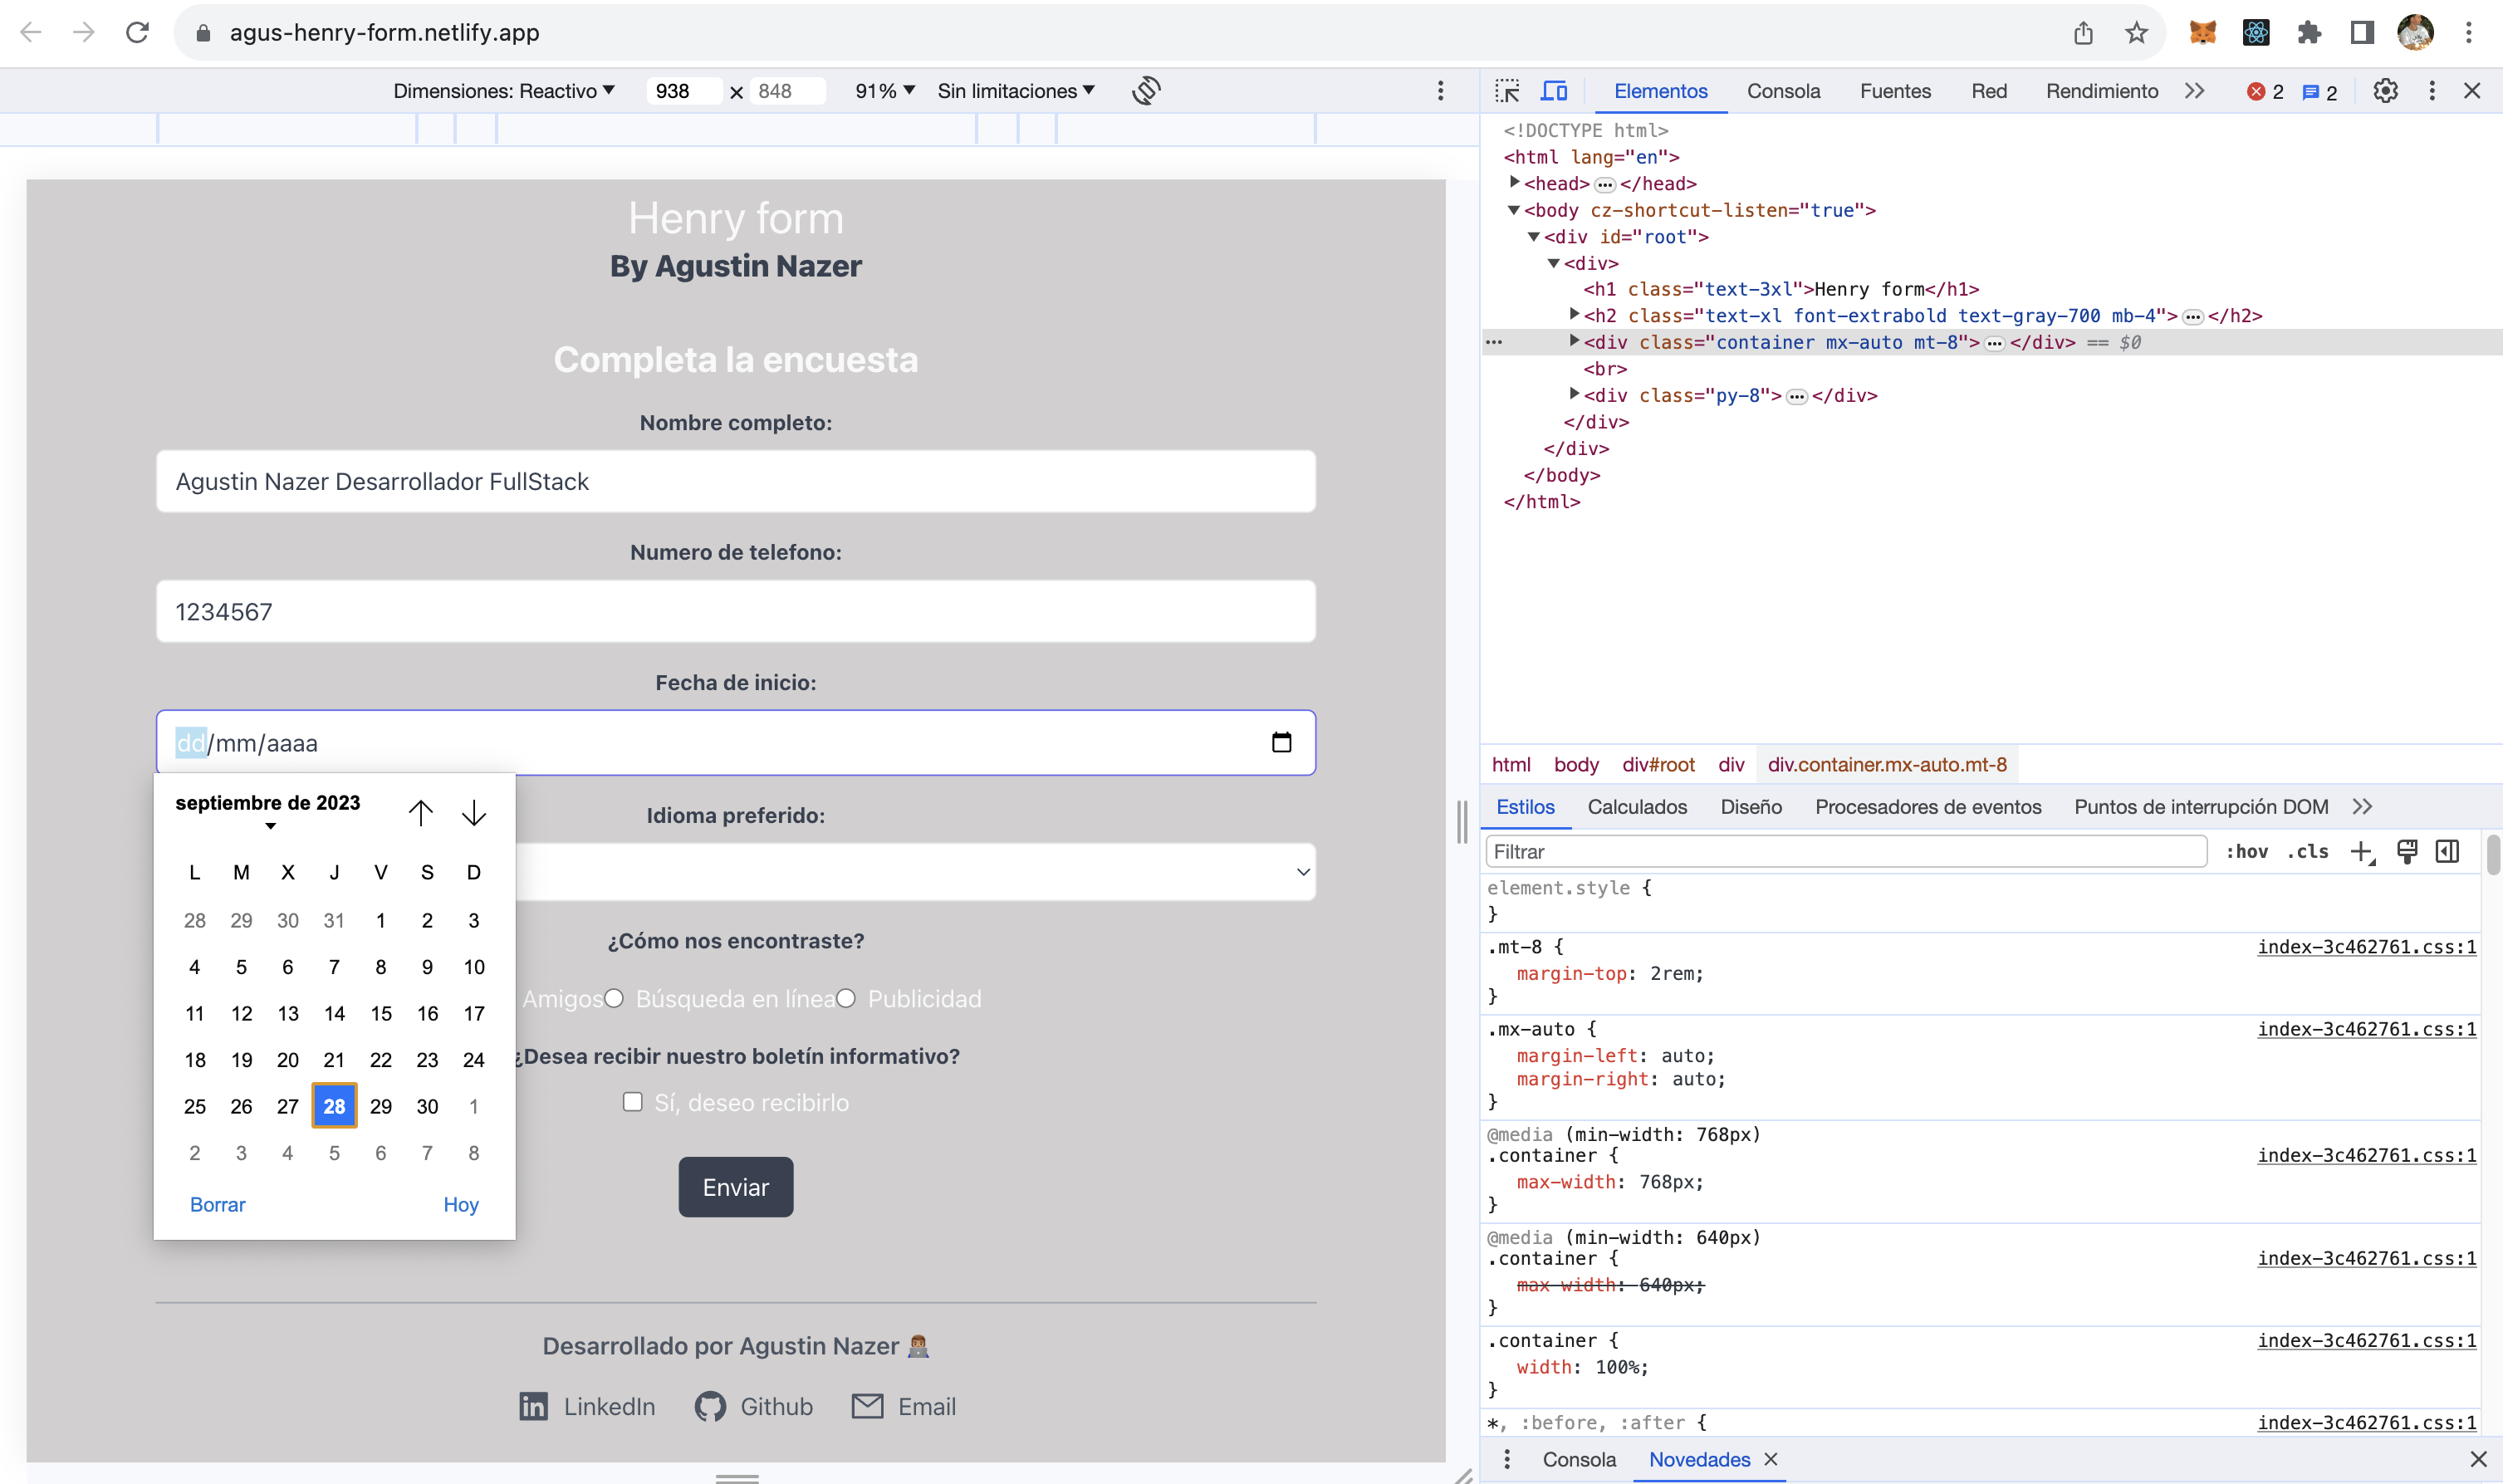 agus-henry-form.netlify.app
Dimensiones: Reactivo ▼ 938 × 848 91% ▼ Sin limitaciones ▼
Henry form
By Agustin Nazer
Completa la encuesta
Nombre completo:
Agustin Nazer Desarrollador FullStack
Numero de telefono:
1234567
Fecha de inicio:
dd/mm/aaaa
septiembre de 2023
L M X J V S D
28 29 30 31 1 2 3
4 5 6 7 8 9 10
11 12 13 14 15 16 17
18 19 20 21 22 23 24
25 26 27 28 29 30 1
2 3 4 5 6 7 8
Borrar Hoy
Idioma preferido:
¿Cómo nos encontraste?
Amigos Búsqueda en línea Publicidad
¿Desea recibir nuestro boletín informativo?
Sí, deseo recibirlo
Enviar
Desarrollado por Agustin Nazer
LinkedIn Github Email
Elementos Consola Fuentes Red Rendimiento 2 2
<!DOCTYPE html>
<html lang="en">
<head>…</head>
<body cz-shortcut-listen="true">
<div id="root">
<div>
<h1 class="text-3xl">Henry form</h1>
<h2 class="text-xl font-extrabold text-gray-700 mb-4">…</h2>
<div class="container mx-auto mt-8">…</div> == $0
<br>
<div class="py-8">…</div>
</div>
</div>
</body>
</html>
html body div#root div div.container.mx-auto.mt-8
Estilos Calculados Diseño Procesadores de eventos Puntos de interrupción DOM
Filtrar :hov .cls
element.style {
}
.mt-8 { index-3c462761.css:1
margin-top: 2rem;
}
.mx-auto { index-3c462761.css:1
margin-left: auto;
margin-right: auto;
}
@media (min-width: 768px)
.container { index-3c462761.css:1
max-width: 768px;
}
@media (min-width: 640px)
.container { index-3c462761.css:1
max-width: 640px;
}
.container { index-3c462761.css:1
width: 100%;
}
*, :before, :after { index-3c462761.css:1
Consola Novedades